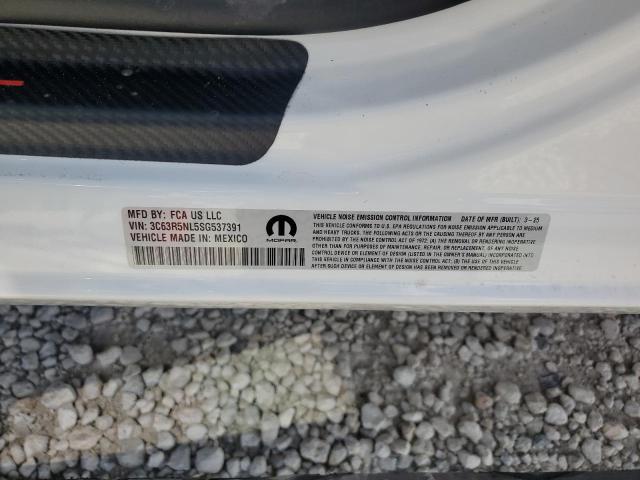 MFD BY: FCA US LLC
VIN: 3C63R5NL5SG537391
VEHICLE MADE IN: MEXICO
MOPAR
VEHICLE NOISE EMISSION CONTROL INFORMATION DATE OF MFR (BUILT): 3-25
THIS VEHICLE CONFORMS TO U.S. EPA REGULATIONS FOR NOISE EMISSION APPLICABLE TO MEDIUM
AND HEAVY TRUCKS. THE FOLLOWING ACTS OR THE CAUSING THEREOF BY ANY PERSON ARE
PROHIBITED BY THE NOISE CONTROL ACT OF 1972: (A) THE REMOVAL OR RENDERING
INOPERATIVE, OTHER THAN FOR PURPOSES OF MAINTENANCE, REPAIR, OR REPLACEMENT, OF ANY NOISE
CONTROL DEVICE OR ELEMENT OF DESIGN (LISTED IN THE OWNER'S MANUAL) INCORPORATED INTO
THIS VEHICLE IN COMPLIANCE WITH THE NOISE CONTROL ACT; (B) THE USE OF THIS VEHICLE
AFTER SUCH DEVICE OR ELEMENT OF DESIGN HAS BEEN REMOVED OR RENDERED INOPERATIVE.